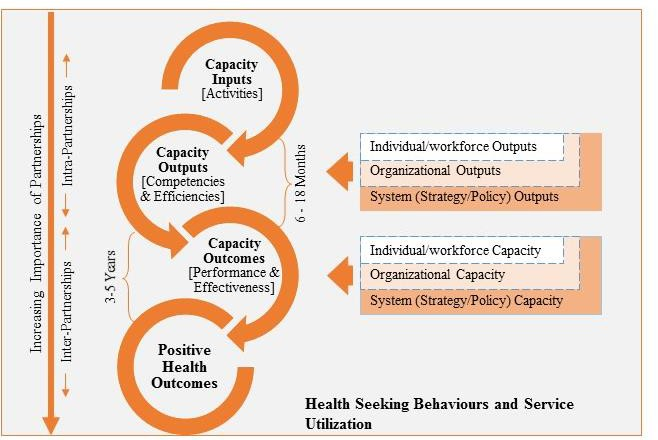 Increasing Importance of Partnerships
Intra-Partnerships
Inter-Partnerships
Capacity
Inputs
[Activities]
Capacity
Outputs
[Competencies
& Efficiencies]
6 - 18 Months
Individual/workforce Outputs
Organizational Outputs
System (Strategy/Policy) Outputs
Capacity
Outcomes
[Performance &
Effectiveness]
3-5 Years
Individual/workforce Capacity
Organizational Capacity
System (Strategy/Policy) Capacity
Positive
Health
Outcomes
Health Seeking Behaviours and Service
Utilization